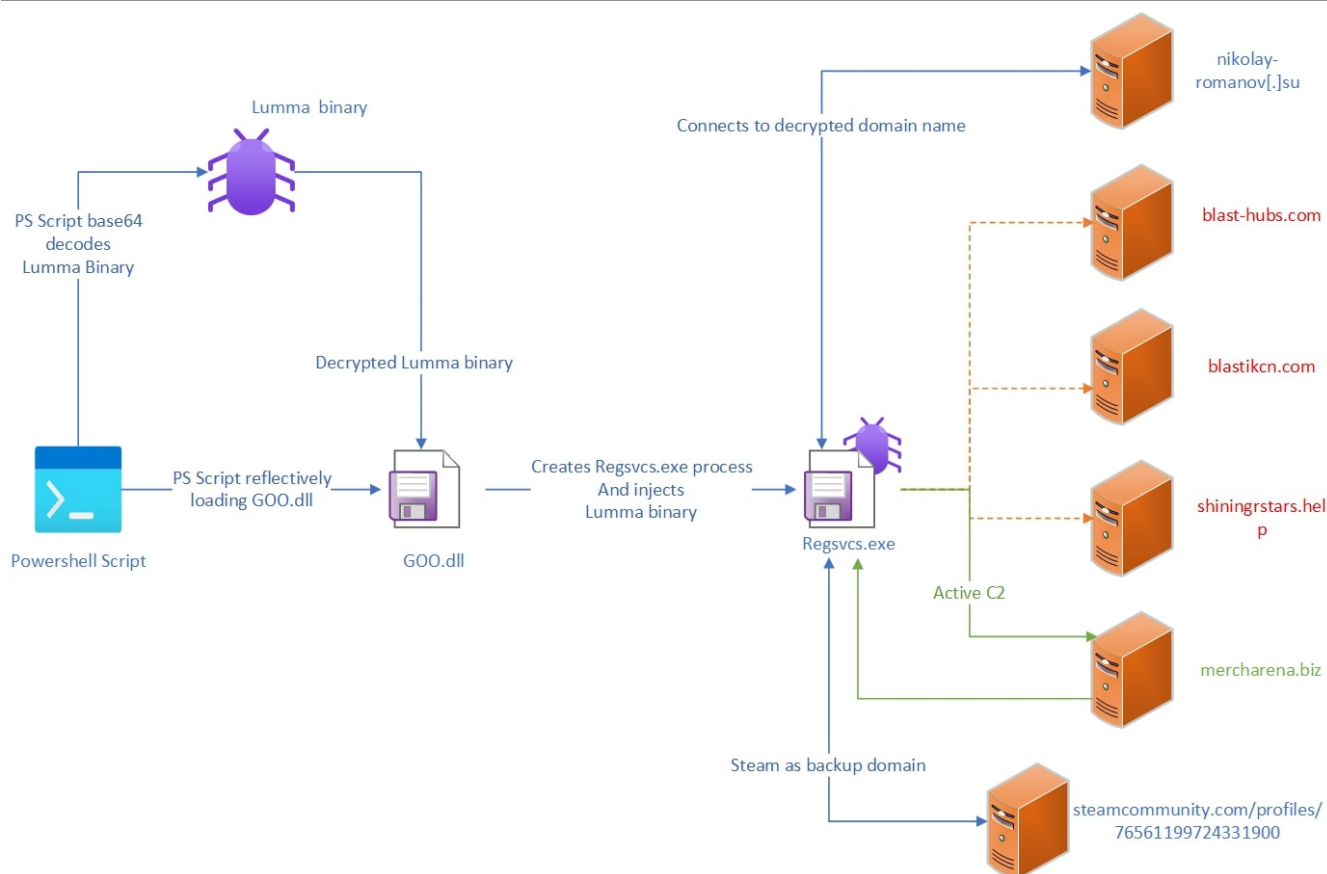 nikolay-
romanov[.]su
Lumma  binary
Connects to decrypted domain name
blast-hubs.com
PS Script base64
decodes
Lumma Binary
Decrypted Lumma binary
blastikcn.com
PS Script reflectively
loading GOO.dll
Creates Regsvcs.exe process
And injects
Lumma binary
shiningrstars.hel
p
Powershell Script
GOO.dll
Regsvcs.exe
Active C2
mercharena.biz
Steam as backup domain
steamcommunity.com/profiles/
76561199724331900